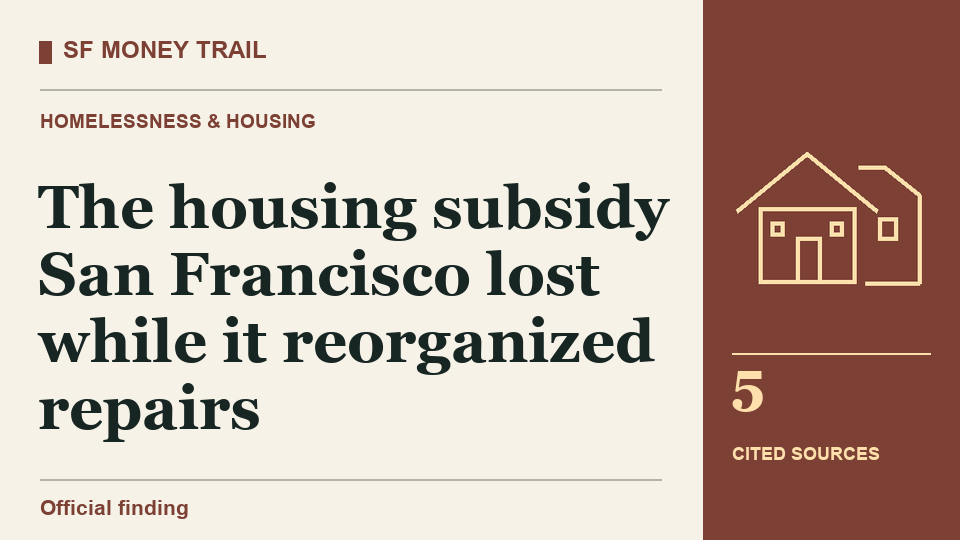 SF MONEY TRAIL
HOMELESSNESS & HOUSING
The housing subsidy
San Francisco lost
while it reorganized
repairs
Official finding
5
CITED SOURCES